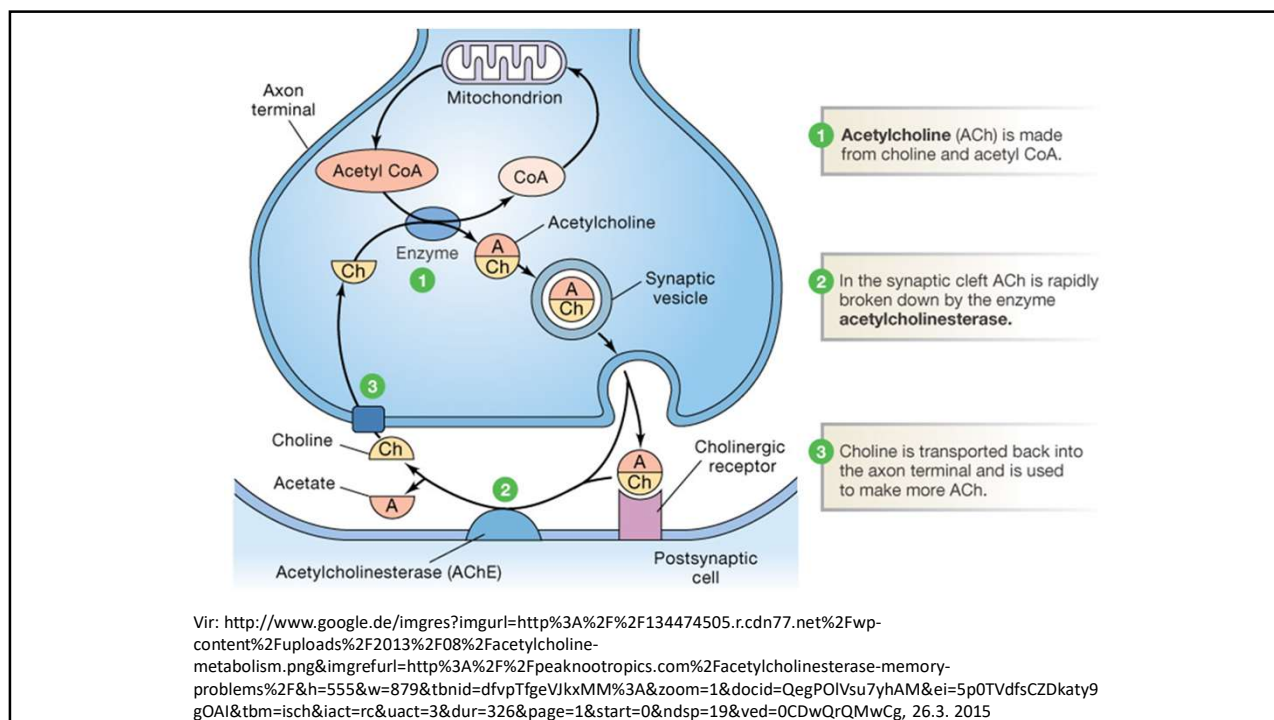 Axon
terminal
Mitochondrion
Acetyl CoA
CoA
Acetylcholine
Enzyme
A
Ch
Ch
1
Synaptic
vesicle
A
Ch
3
Choline
Ch
Acetate
A
2
A
Ch
Cholinergic
receptor
Acetylcholinesterase (AChE)
Postsynaptic
cell
1 Acetylcholine (ACh) is made
from choline and acetyl CoA.
2 In the synaptic cleft ACh is rapidly
broken down by the enzyme
acetylcholinesterase.
3 Choline is transported back into
the axon terminal and is used
to make more ACh.
Vir: http://www.google.de/imgres?imgurl=http%3A%2F%2F134474505.r.cdn77.net%2Fwp-
content%2Fuploads%2F2013%2F08%2Facetylcholine-
metabolism.png&imgrefurl=http%3A%2F%2Fpeaknootropics.com%2Facetylcholinesterase-memory-
problems%2F&h=555&w=879&tbnid=dfvpTfgeVJkxMM%3A&zoom=1&docid=QegPOlVsu7yhAM&ei=5p0TVdfsCZDkaty9
gOAI&tbm=isch&iact=rc&uact=3&dur=326&page=1&start=0&ndsp=19&ved=0CDwQrQMwCg, 26.3. 2015